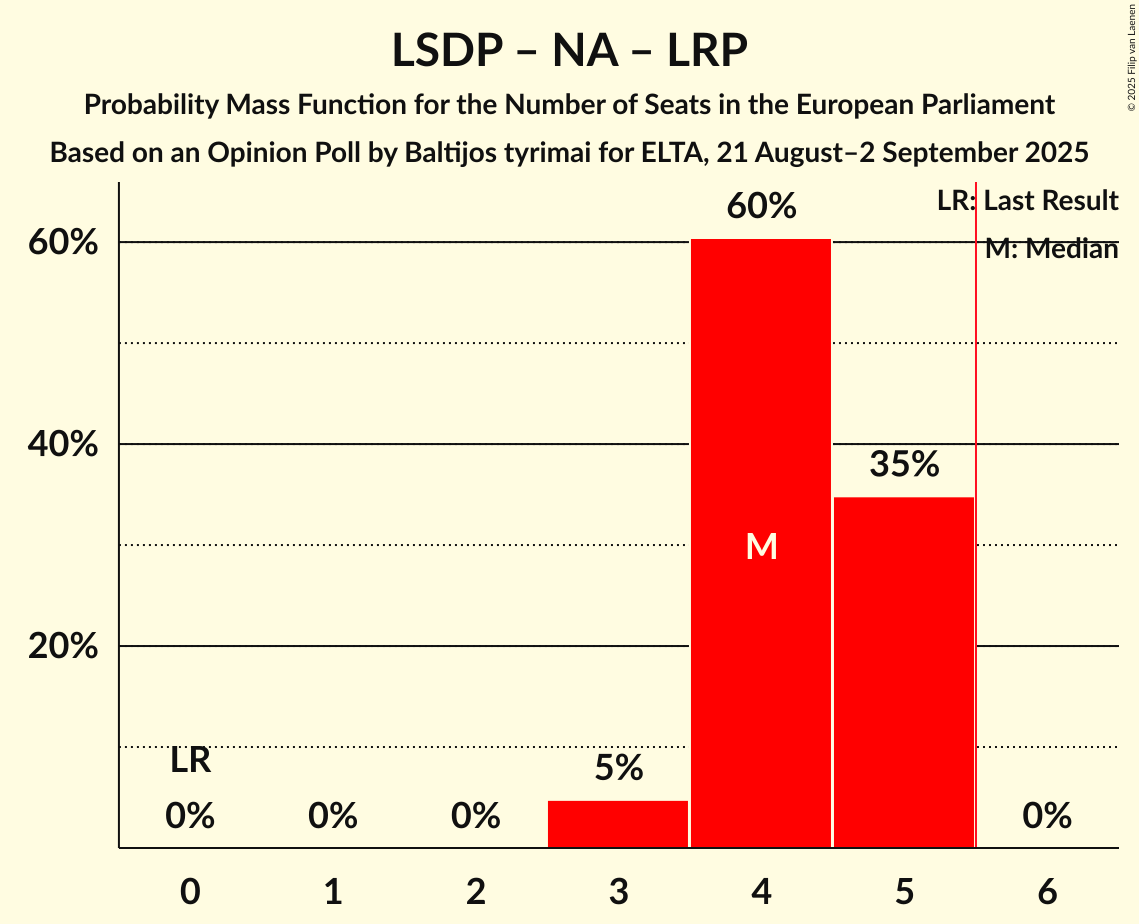 LSDP – NA – LRP
Probability Mass Function for the Number of Seats in the European Parliament
Based on an Opinion Poll by Baltijos tyrimai for ELTA, 21 August–2 September 2025
© 2025 Filip van Laenen
LR: Last Result
M: Median
60%
40%
20%
60%
35%
M
LR
5%
0%
0%
0%
0%
0
1
2
3
4
5
6